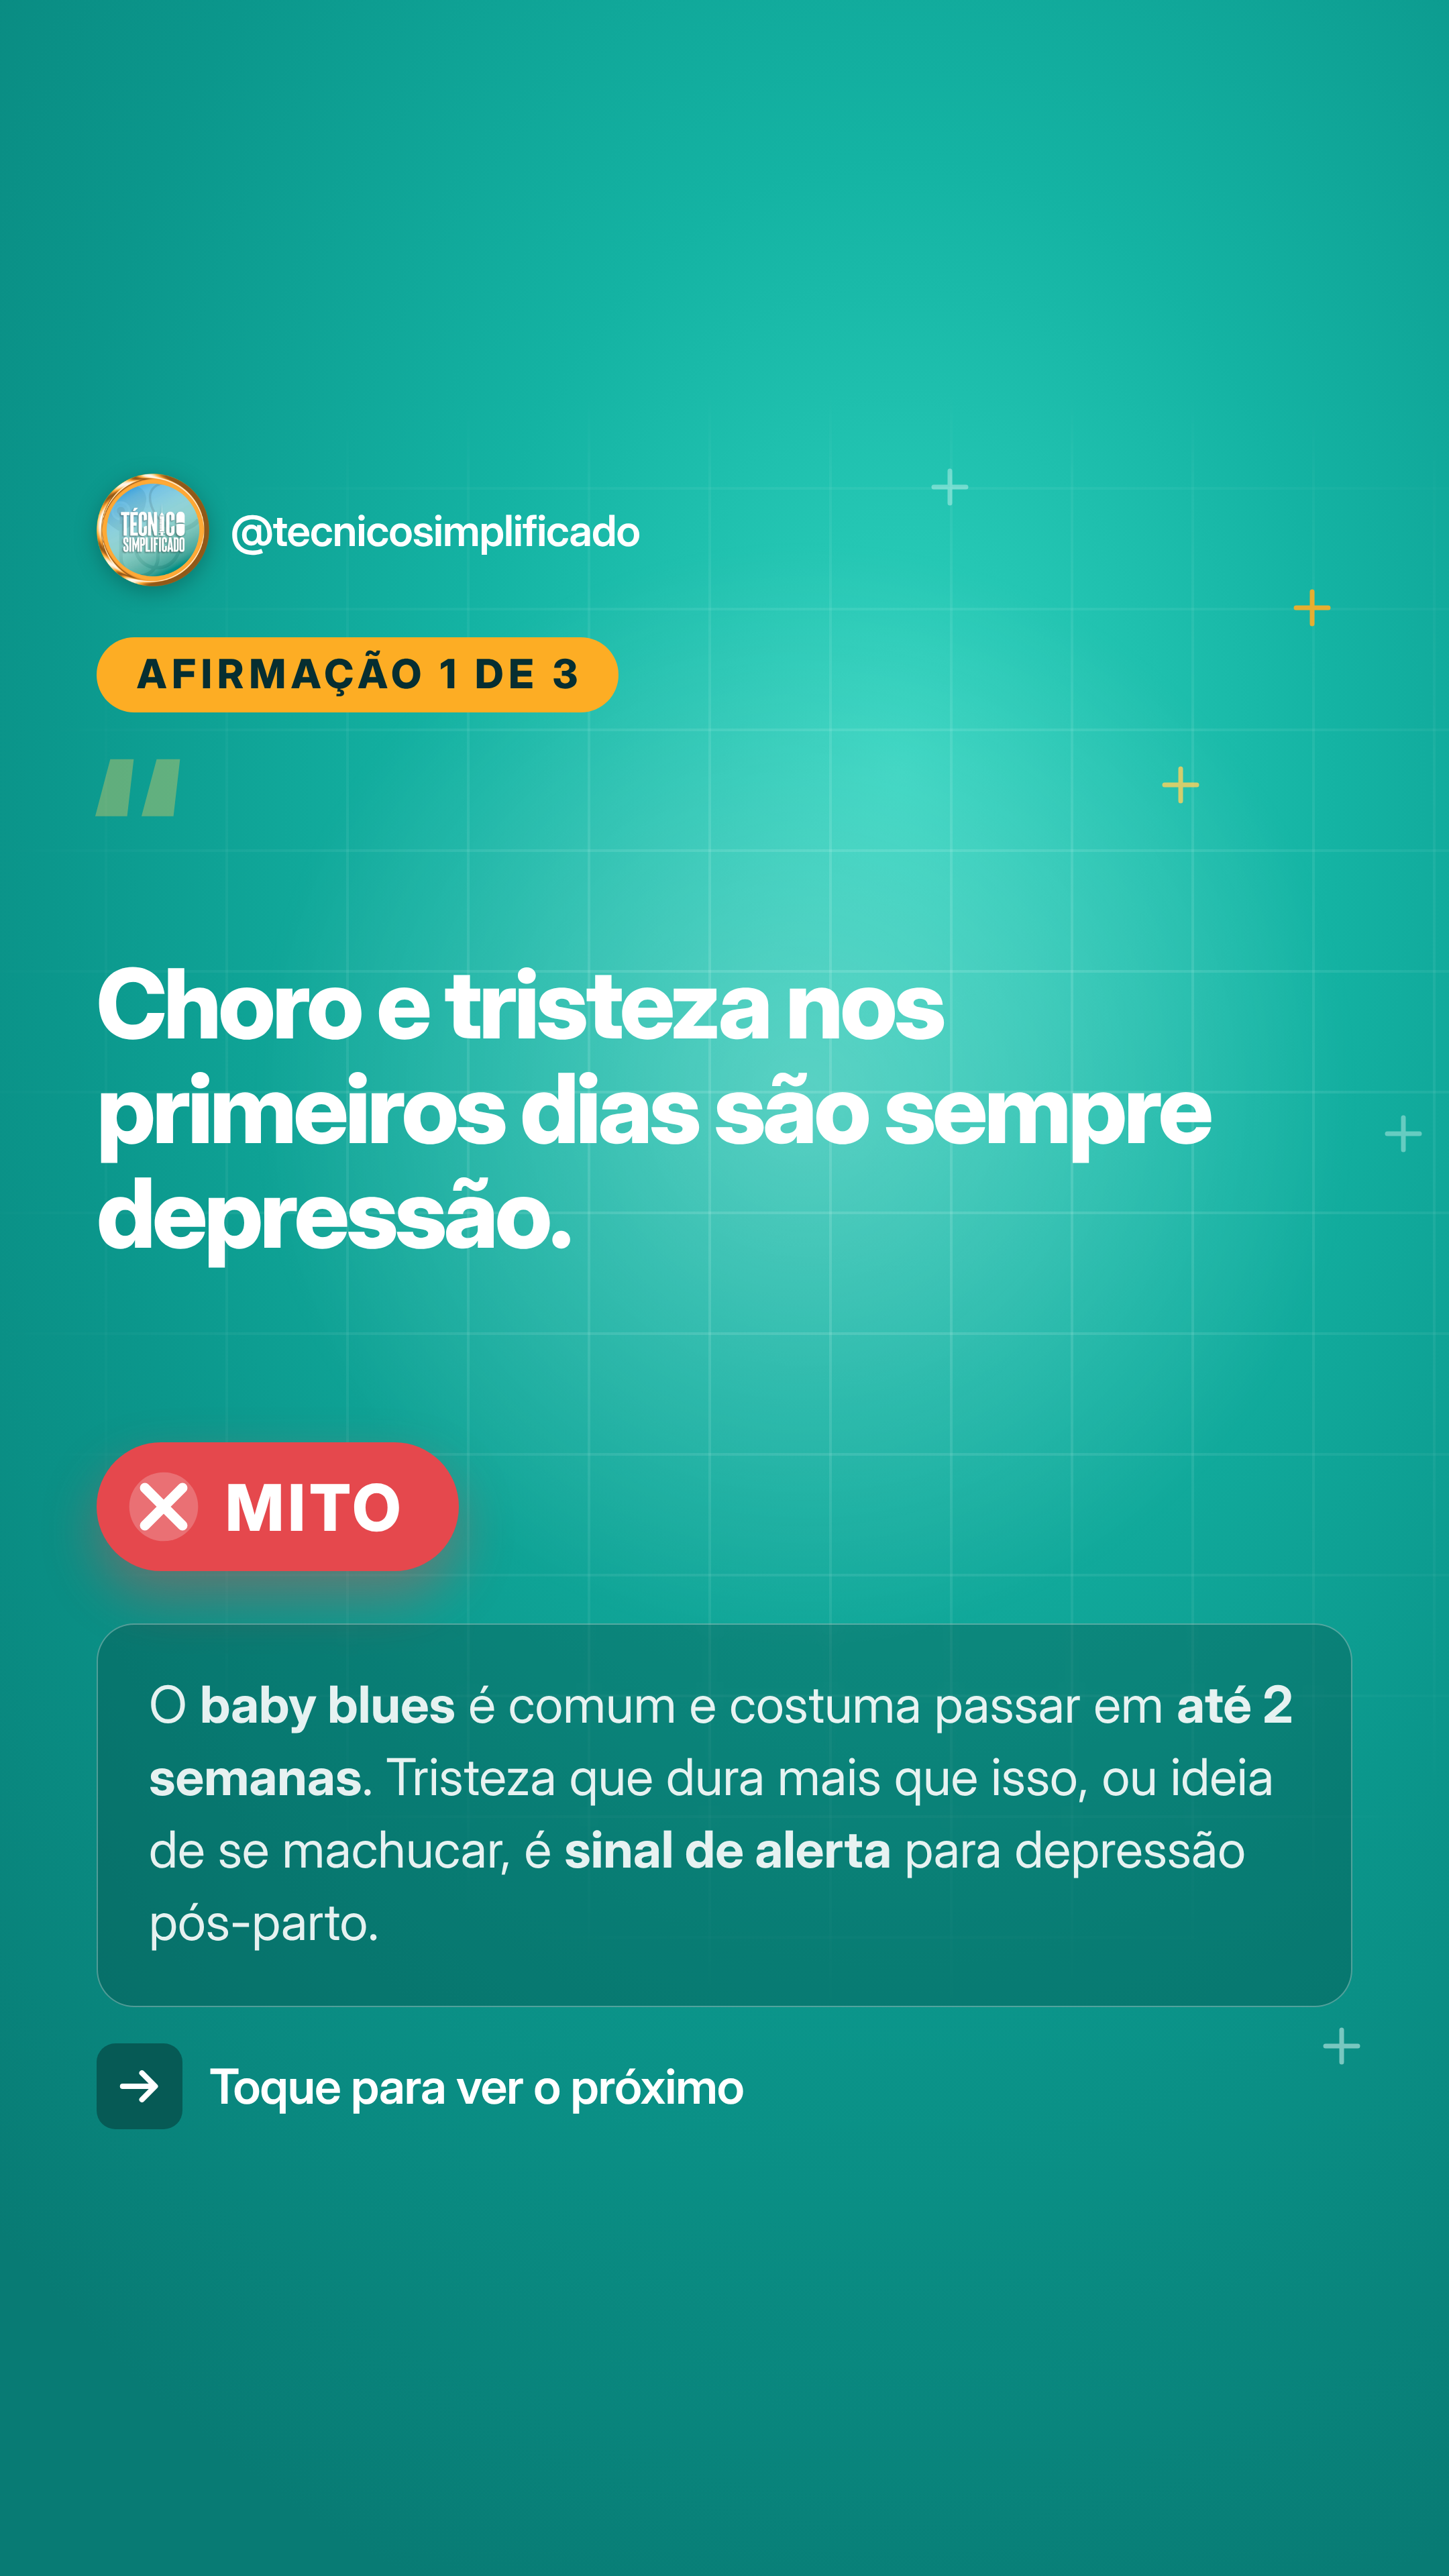 TÉCNICO
SIMPLIFICADO
@tecnicosimplificado
AFIRMAÇÃO 1 DE 3
"
Choro e tristeza nos
primeiros dias são sempre
depressão.
MITO
O baby blues é comum e costuma passar em até 2
semanas. Tristeza que dura mais que isso, ou ideia
de se machucar, é sinal de alerta para depressão
pós-parto.
Toque para ver o próximo